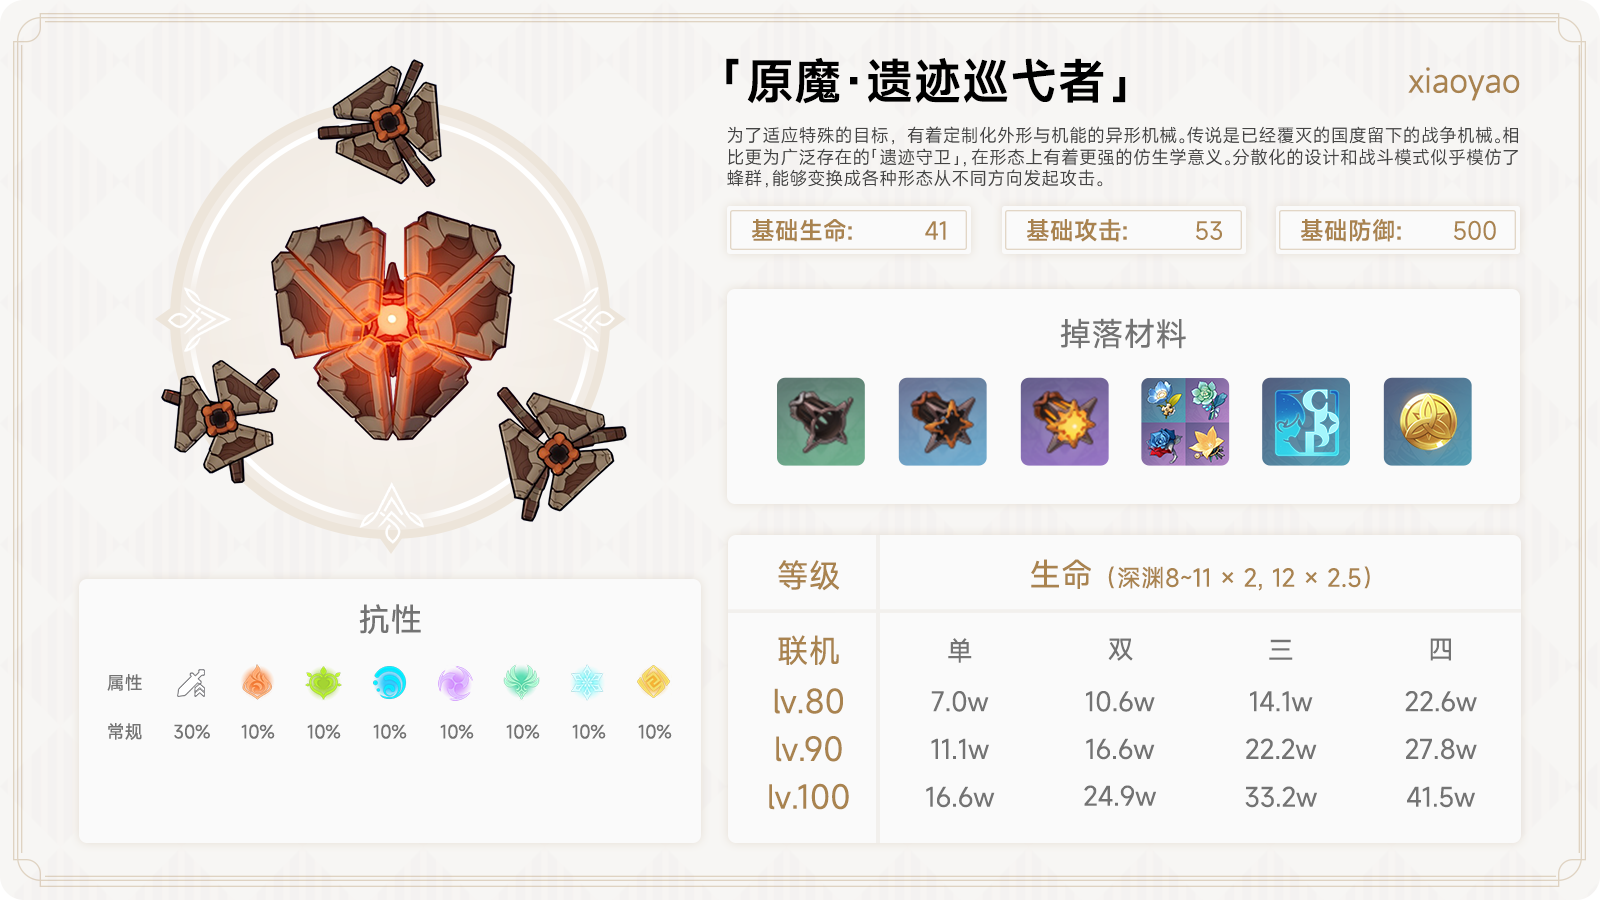 「原魔·遗迹巡弋者」
xiaoyao
为了适应特殊的目标，有着定制化外形与机能的异形机械。传说是已经覆灭的国度留下的战争机械。相
比更为广泛存在的「遗迹守卫」，在形态上有着更强的仿生学意义。分散化的设计和战斗模式似乎模仿了
蜂群，能够变换成各种形态从不同方向发起攻击。
基础生命: 41 基础攻击: 53 基础防御: 500
掉落材料
抗性
属性
常规 30% 10% 10% 10% 10% 10% 10% 10%
等级 生命（深渊8~11 × 2, 12 × 2.5）
联机 单 双 三 四
lv.80 7.0w 10.6w 14.1w 22.6w
lv.90 11.1w 16.6w 22.2w 27.8w
lv.100 16.6w 24.9w 33.2w 41.5w